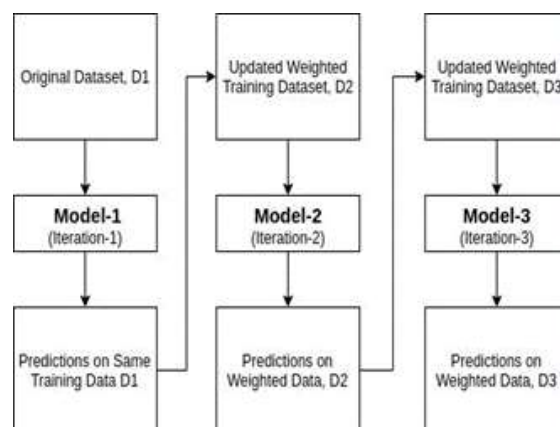 Original Dataset, D1
Model-1
(Iteration-1)
Predictions on Same
Training Data D1
Updated Weighted
Training Dataset, D2
Model-2
(Iteration-2)
Predictions on
Weighted Data, D2
Updated Weighted
Training Dataset, D3
Model-3
(Iteration-3)
Predictions on
Weighted Data, D3